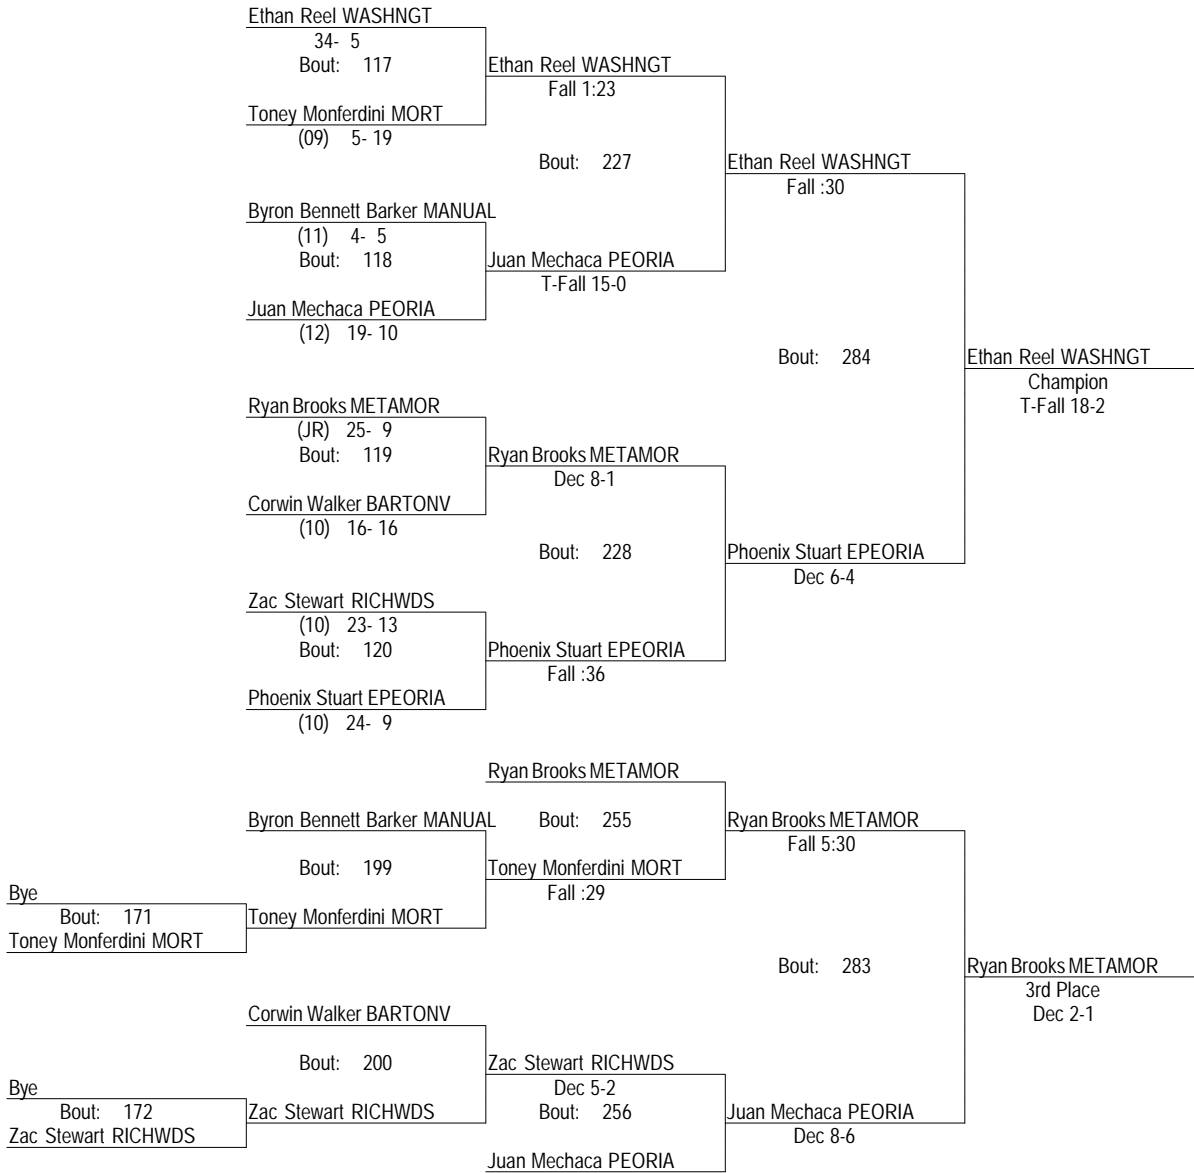 Ethan Reel WASHNGT
34- 5
Bout: 117
Ethan Reel WASHNGT
Fall 1:23
Toney Monferdini MORT
(09) 5- 19
Bout: 227
Ethan Reel WASHNGT
Fall :30
Byron Bennett Barker MANUAL
(11) 4- 5
Bout: 118
Juan Mechaca PEORIA
T-Fall 15-0
Juan Mechaca PEORIA
(12) 19- 10
Bout: 284
Ethan Reel WASHNGT
Champion
T-Fall 18-2
Ryan Brooks METAMOR
(JR) 25- 9
Bout: 119
Ryan Brooks METAMOR
Dec 8-1
Corwin Walker BARTONV
(10) 16- 16
Bout: 228
Phoenix Stuart EPEORIA
Dec 6-4
Zac Stewart RICHWDS
(10) 23- 13
Bout: 120
Phoenix Stuart EPEORIA
Fall :36
Phoenix Stuart EPEORIA
(10) 24- 9
Ryan Brooks METAMOR
Byron Bennett Barker MANUAL
Bout: 255
Ryan Brooks METAMOR
Fall 5:30
Bout: 199
Toney Monferdini MORT
Fall :29
Bye
Bout: 171
Toney Monferdini MORT
Toney Monferdini MORT
Bout: 283
Ryan Brooks METAMOR
3rd Place
Dec 2-1
Corwin Walker BARTONV
Bout: 200
Zac Stewart RICHWDS
Dec 5-2
Bye
Bout: 172
Zac Stewart RICHWDS
Zac Stewart RICHWDS
Bout: 256
Juan Mechaca PEORIA
Dec 8-6
Juan Mechaca PEORIA